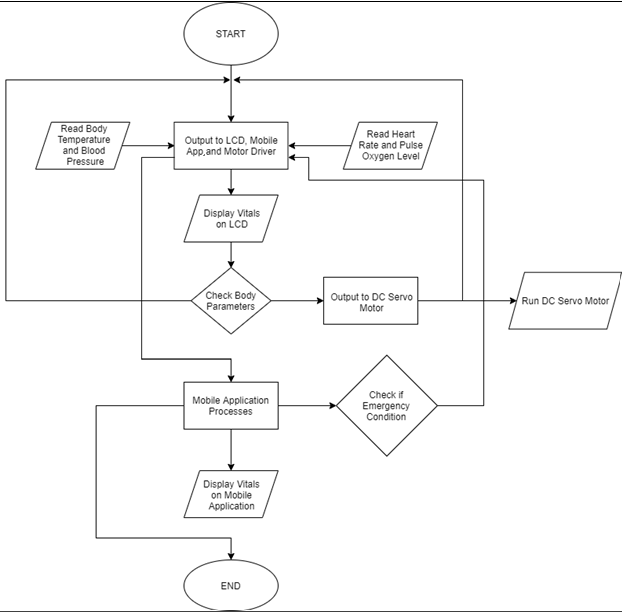 START
Read Body
Temperature
and Blood
Pressure
Output to LCD, Mobile
App,and Motor Driver
Read Heart
Rate and Pulse
Oxygen Level
Display Vitals
on LCD
Check Body
Parameters
Output to DC Servo
Motor
Run DC Servo Motor
Mobile Application
Processes
Check if
Emergency
Condition
Display Vitals
on Mobile
Application
END